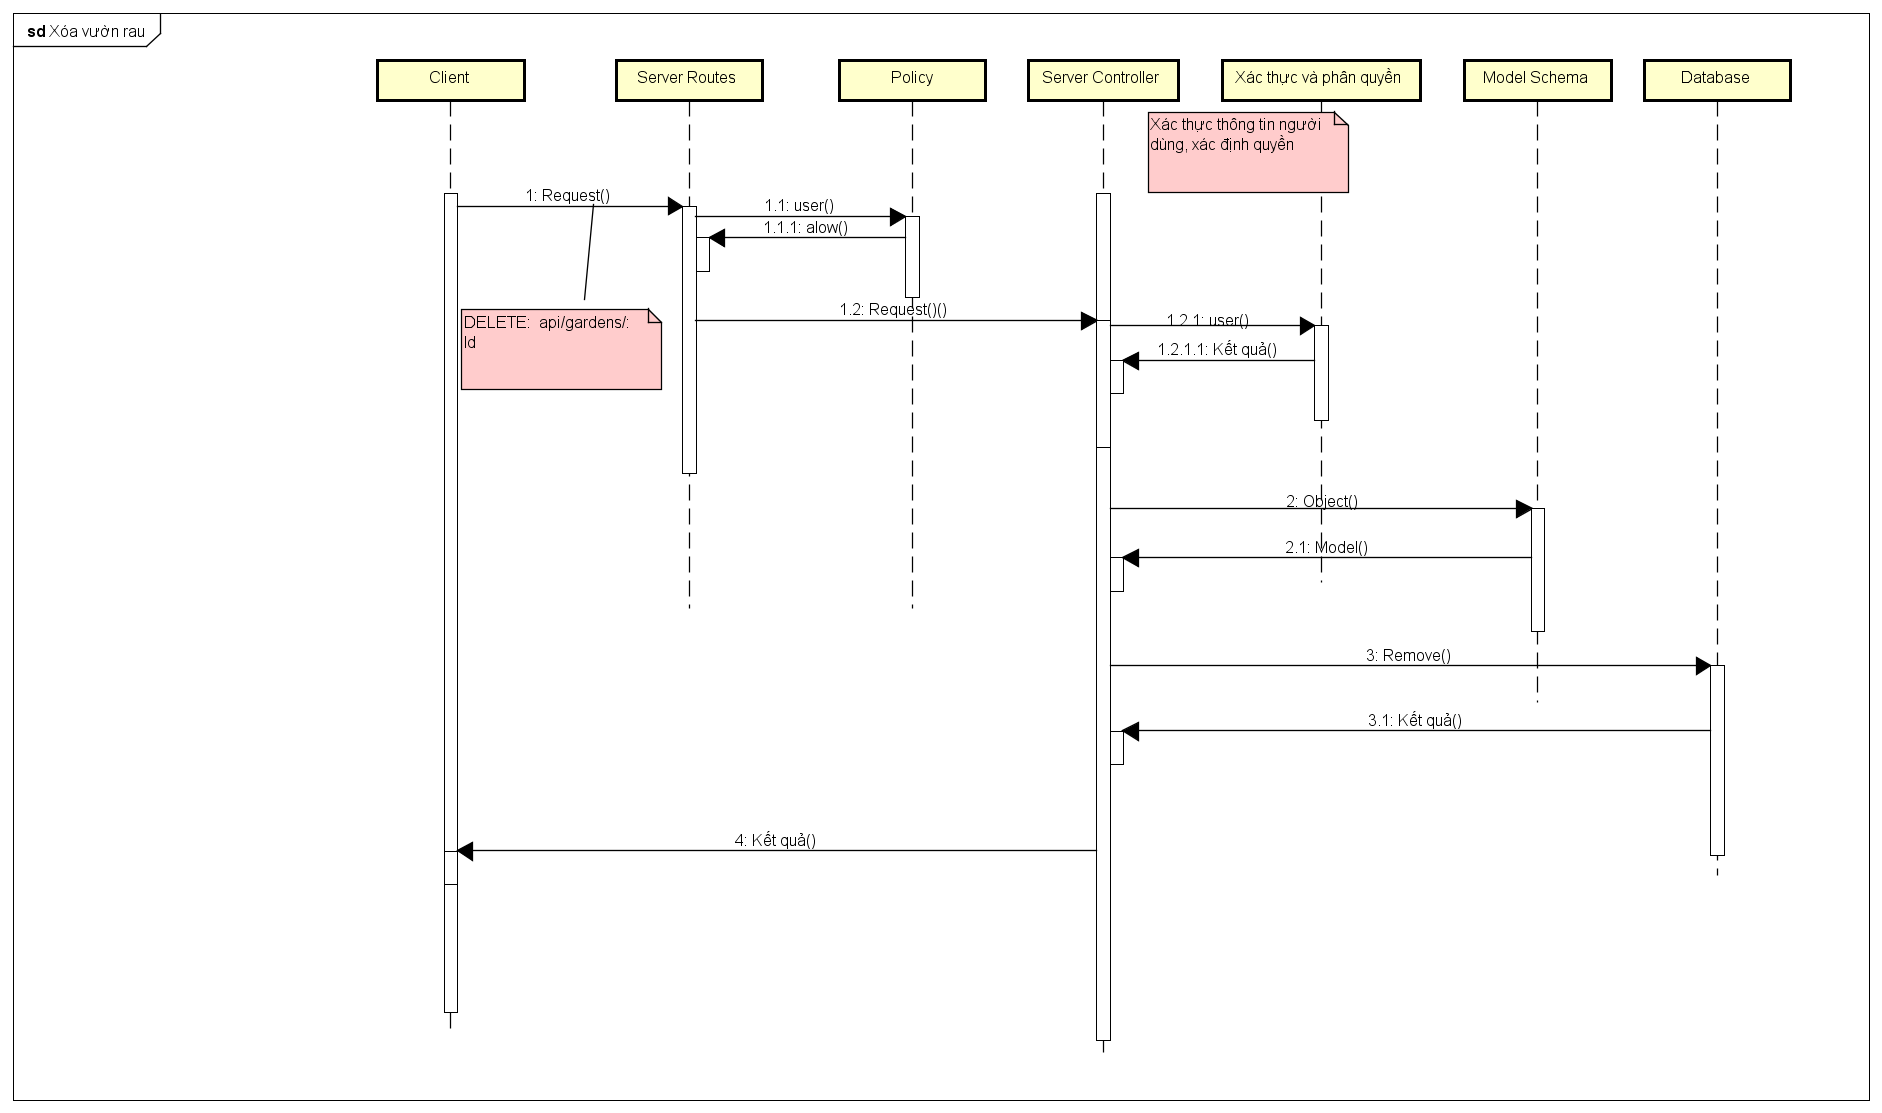 sd Xóa vườn rau
Client
Server Routes
Policy
Server Controller
Xác thực và phân quyền
Model Schema
Database
Xác thực thông tin người
dùng, xác định quyền
1: Request()
1.1: user()
1.1.1: alow()
DELETE:  api/gardens/:
Id
1.2: Request()()
1.2.1: user()
1.2.1.1: Kết quả()
2: Object()
2.1: Model()
3: Remove()
3.1: Kết quả()
4: Kết quả()